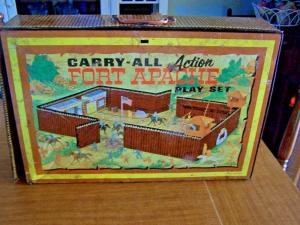 CARRY-ALL Action
FORT APACHE
PLAY SET